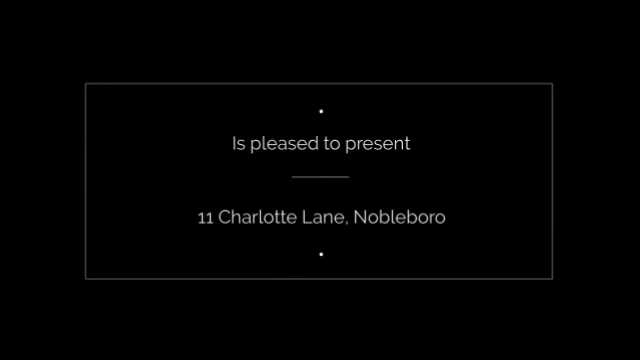 Is pleased to present
11 Charlotte Lane, Nobleboro